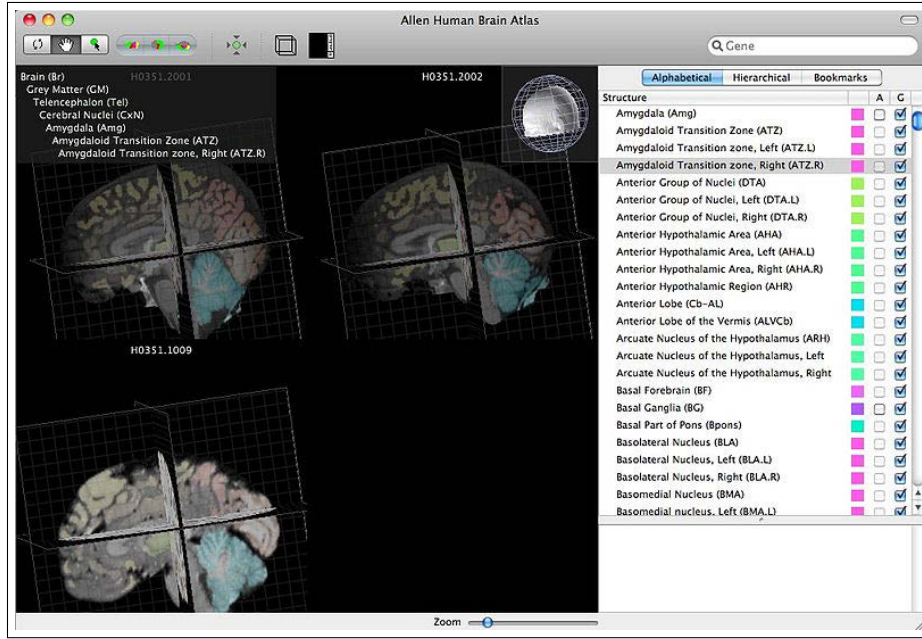 Allen Human Brain Atlas
Gene
Brain (Br)
Grey Matter (GM)
Telencephalon (Tel)
Cerebral Nuclei (CxN)
Amygdala (Amg)
Amygdaloid Transition Zone (ATZ)
Amygdaloid Transition zone, Right (ATZ.R)
H0351.2001
H0351.2002
H0351.1009
Alphabetical Hierarchical Bookmarks
Structure A G
Amygdala (Amg)
Amygdaloid Transition Zone (ATZ)
Amygdaloid Transition zone, Left (ATZ.L)
Amygdaloid Transition zone, Right (ATZ.R)
Anterior Group of Nuclei (DTA)
Anterior Group of Nuclei, Left (DTA.L)
Anterior Group of Nuclei, Right (DTA.R)
Anterior Hypothalamic Area (AHA)
Anterior Hypothalamic Area, Left (AHA.L)
Anterior Hypothalamic Area, Right (AHA.R)
Anterior Hypothalamic Region (AHR)
Anterior Lobe (Cb-AL)
Anterior Lobe of the Vermis (ALVCb)
Arcuate Nucleus of the Hypothalamus (ARH)
Arcuate Nucleus of the Hypothalamus, Left
Arcuate Nucleus of the Hypothalamus, Right
Basal Forebrain (BF)
Basal Ganglia (BG)
Basal Part of Pons (Bpons)
Basolateral Nucleus (BLA)
Basolateral Nucleus, Left (BLA.L)
Basolateral Nucleus, Right (BLA.R)
Basomedial Nucleus (BMA)
Basomedial nucleus, Left (BMA.L)
Zoom